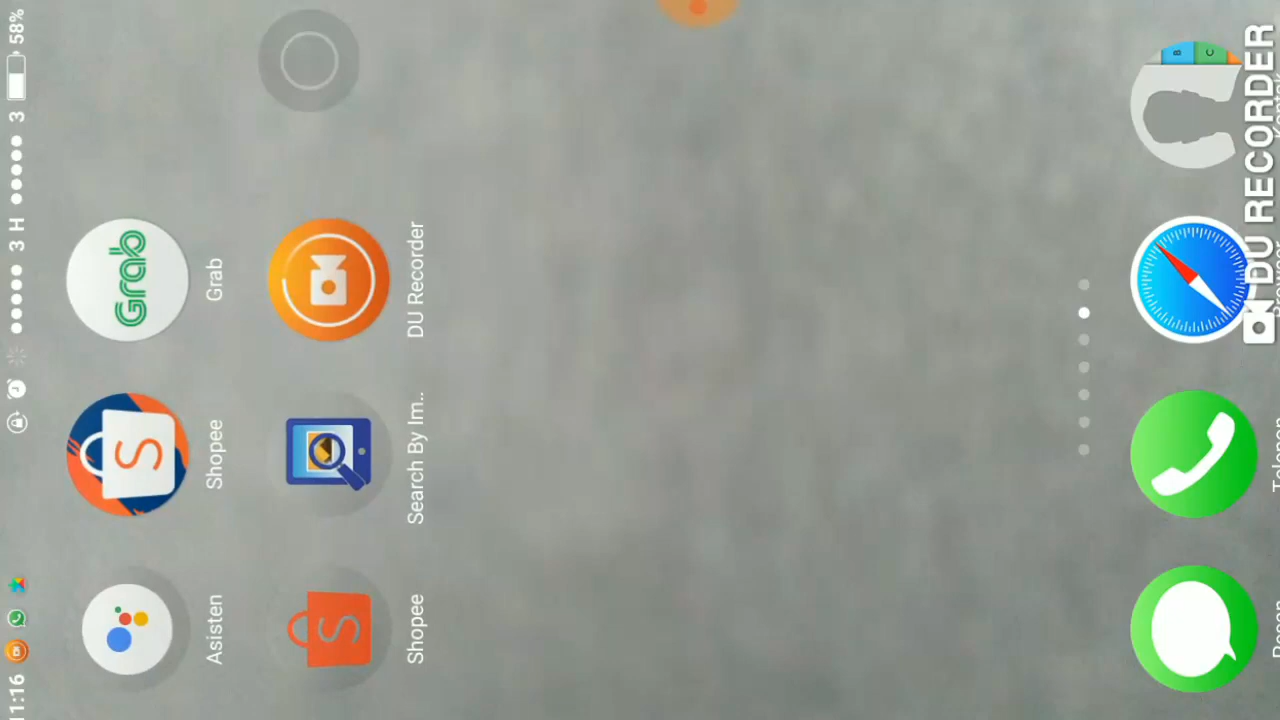 11:16
3 H
3
58%
Asisten
Shopee
Grab
Shopee
Search By Im..
DU Recorder
B
C
DU RECORDER